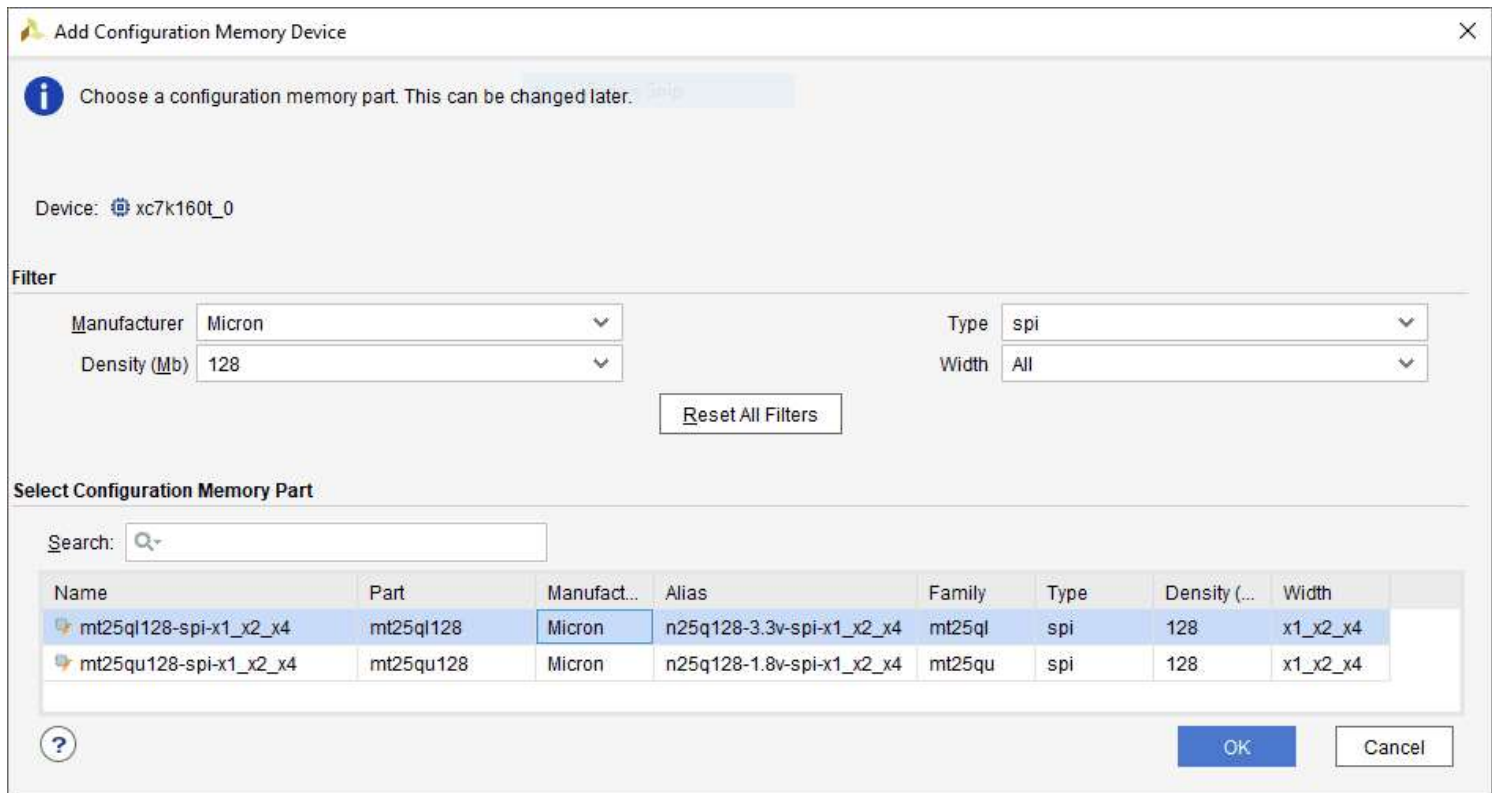 Add Configuration Memory Device
Choose a configuration memory part. This can be changed later.
Device: xc7k160t_0
Filter
Manufacturer Micron Type spi
Density (Mb) 128 Width All
Reset All Filters
Select Configuration Memory Part
Search:
Name Part Manufact... Alias Family Type Density (... Width
mt25ql128-spi-x1_x2_x4 mt25ql128 Micron n25q128-3.3v-spi-x1_x2_x4 mt25ql spi 128 x1_x2_x4
mt25qu128-spi-x1_x2_x4 mt25qu128 Micron n25q128-1.8v-spi-x1_x2_x4 mt25qu spi 128 x1_x2_x4
? OK Cancel